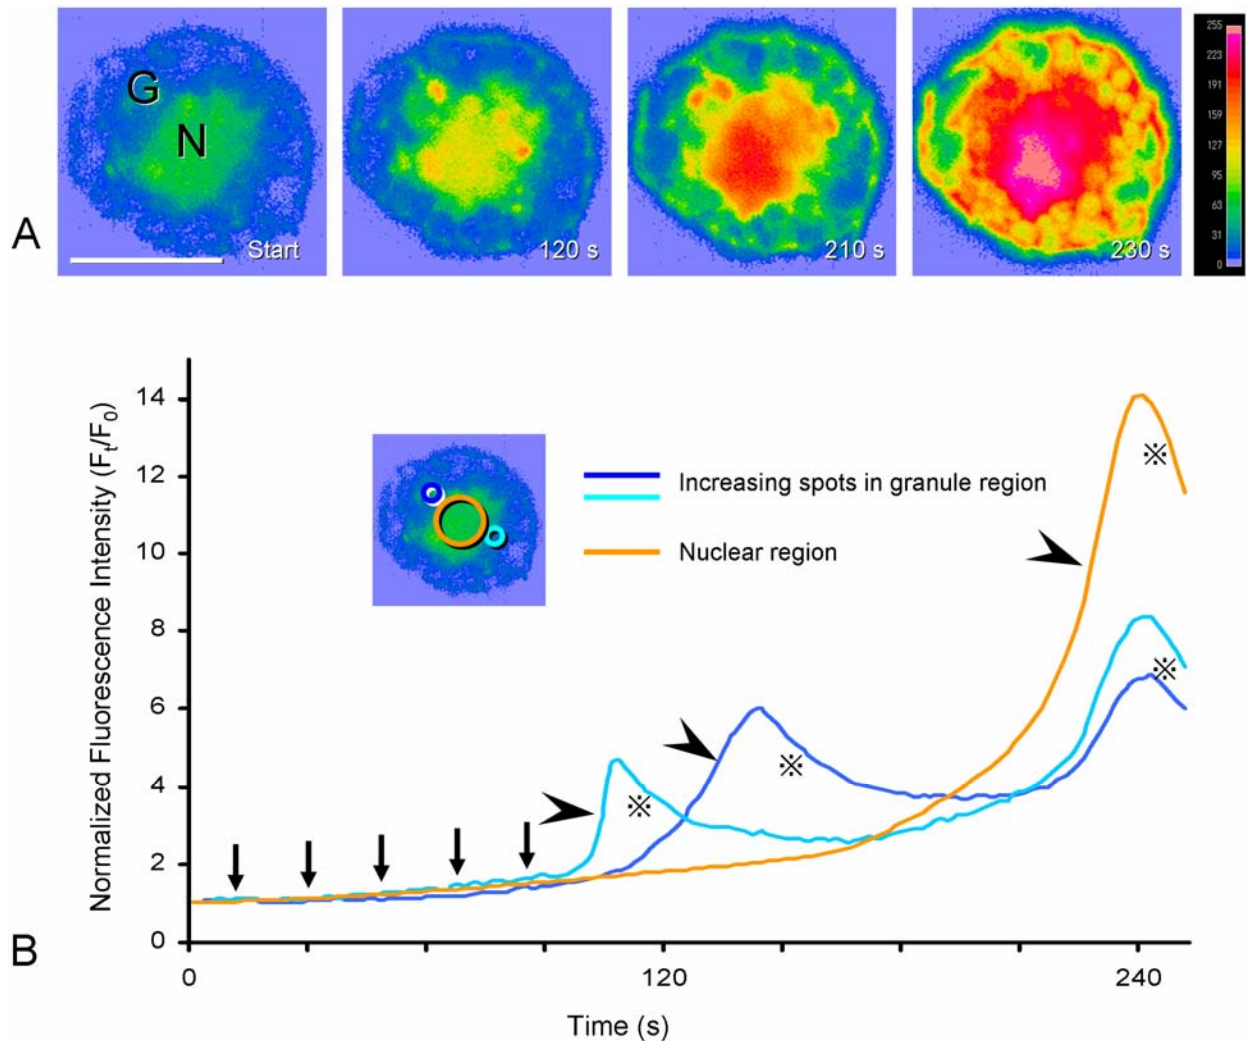 G
N
A
Start
120 s
210 s
230 s
255
223
191
159
127
95
63
31
0
B
Normalized Fluorescence Intensity (Ft/F0)
14
12
10
8
6
4
2
0
Increasing spots in granule region
Nuclear region
※
※
※
※
0
120
240
Time (s)